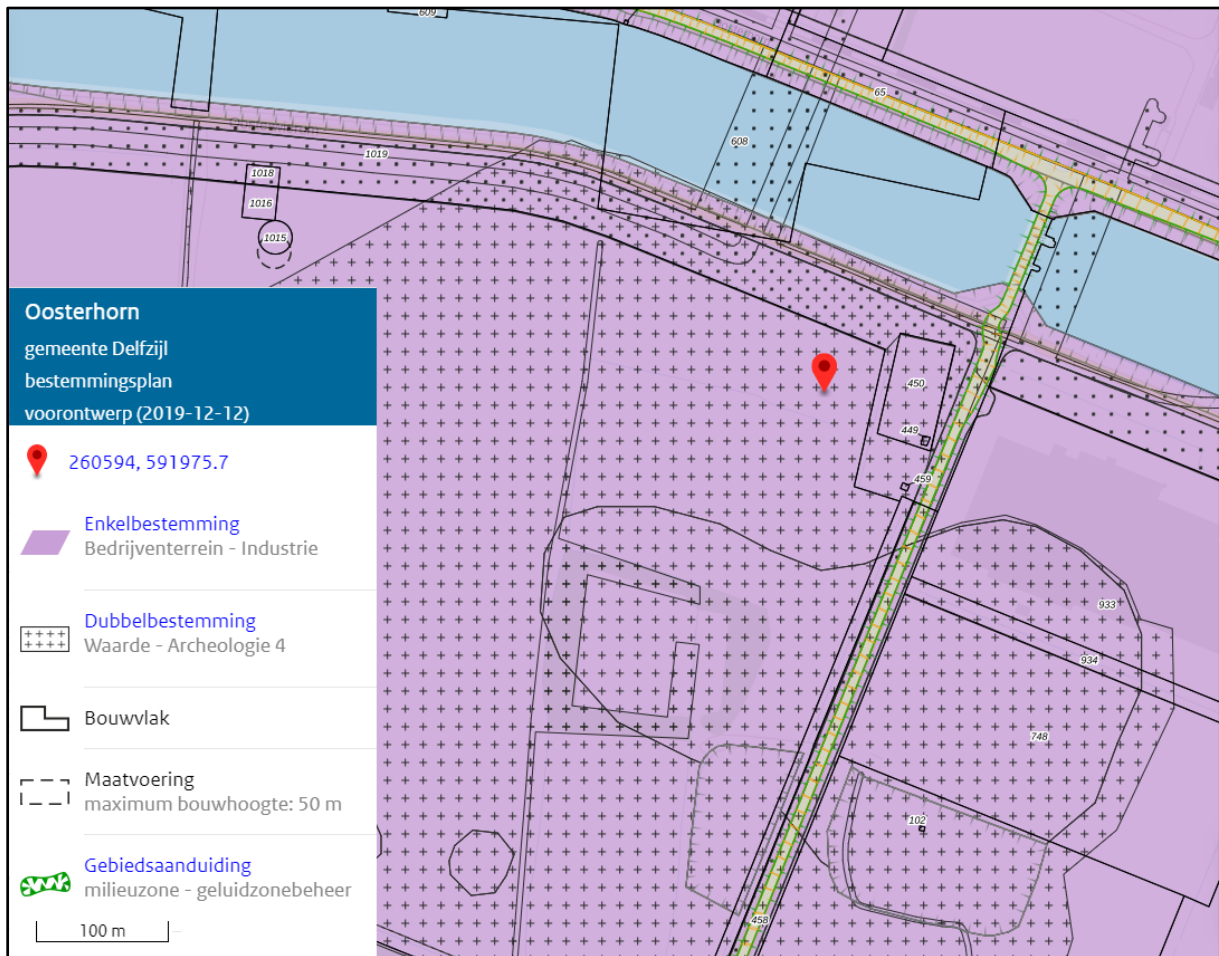 609
65
608
1019
1018
1016
1015
450
449
459
933
934
748
102
458
Oosterhorn
gemeente Delfzijl
bestemmingsplan
voorontwerp (2019-12-12)
260594, 591975.7
Enkelbestemming
Bedrijventerrein - Industrie
Dubbelbestemming
Waarde - Archeologie 4
Bouwvlak
Maatvoering
maximum bouwhoogte: 50 m
Gebiedsaanduiding
milieuzone - geluidzonebeheer
100 m